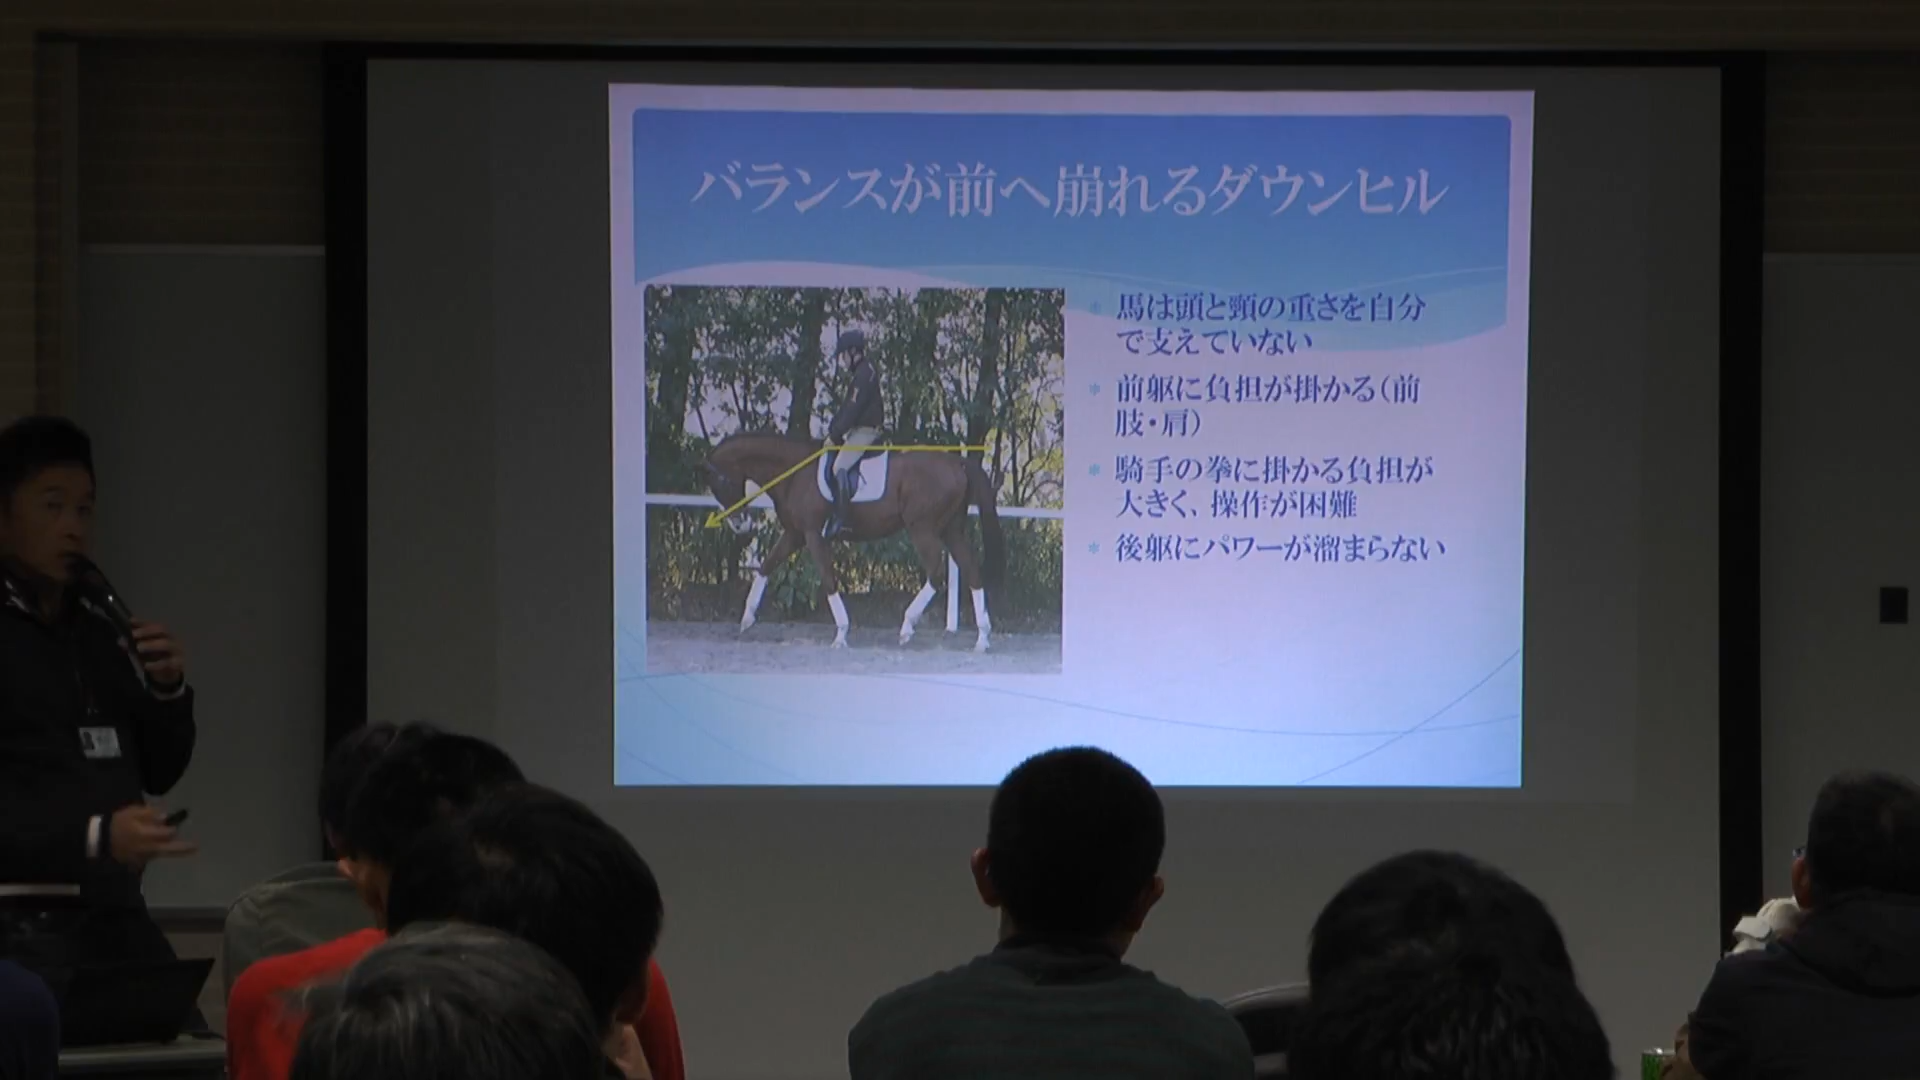 バランスが前へ崩れるダウンヒル
* 馬は頭と頸の重さを自分
で支えていない
* 前躯に負担が掛かる（前
肢・肩）
* 騎手の拳に掛かる負担が
大きく、操作が困難
* 後躯にパワーが溜まらない